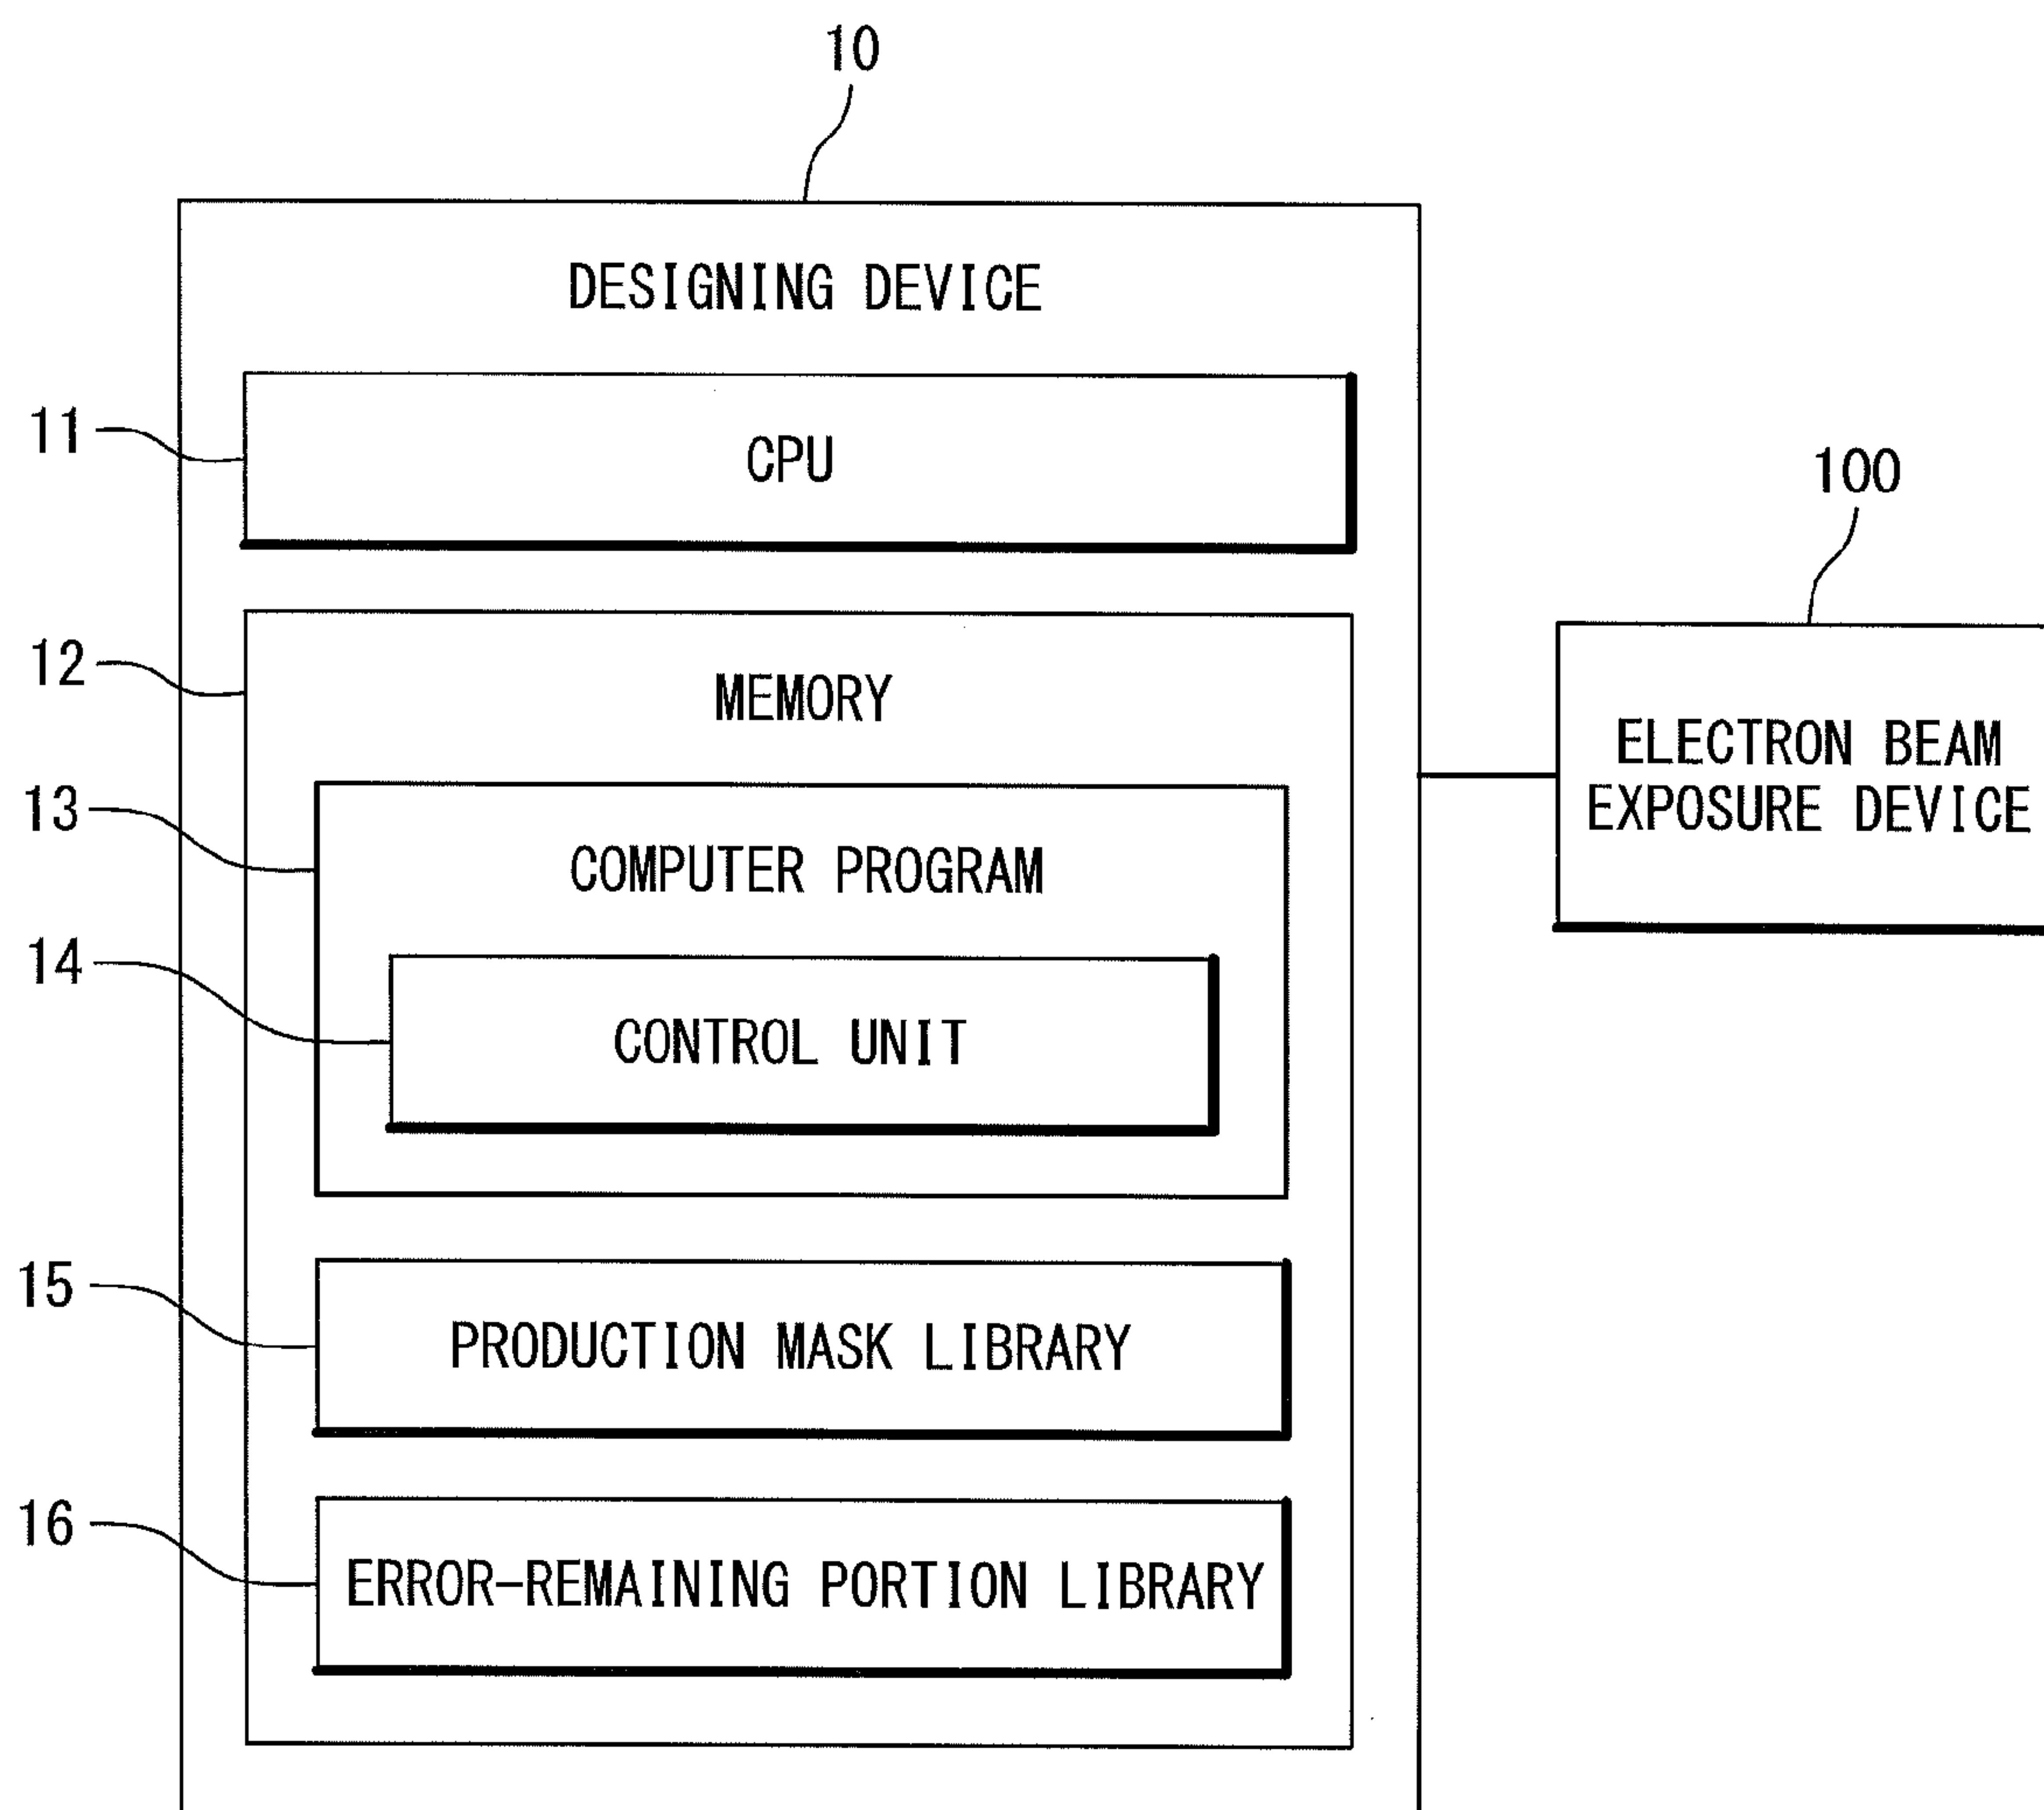 10
DESIGNING DEVICE
11
CPU
100
12
MEMORY
ELECTRON BEAM
EXPOSURE DEVICE
13
COMPUTER PROGRAM
14
CONTROL UNIT
15
PRODUCTION MASK LIBRARY
16
ERROR-REMAINING PORTION LIBRARY